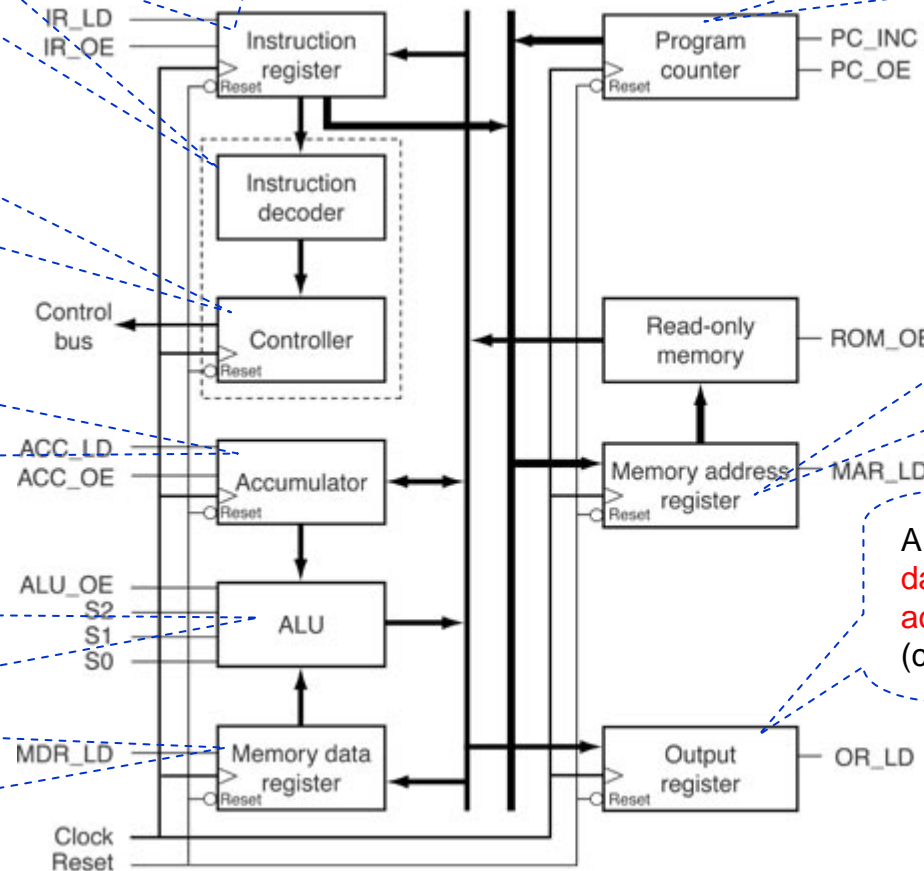 IR_LD
IR_OE
Instruction
register
Reset
Program
counter
Reset
PC_INC
PC_OE
Instruction
decoder
Control
bus
Controller
Reset
Read-only
memory
ROM_OE
ACC_LD
ACC_OE
Accumulator
Reset
Memory address
register
Reset
MAR_LD
A
(
ALU_OE
S2
S1
S0
ALU
MDR_LD
Memory data
register
Reset
Output
register
Reset
OR_LD
Clock
Reset